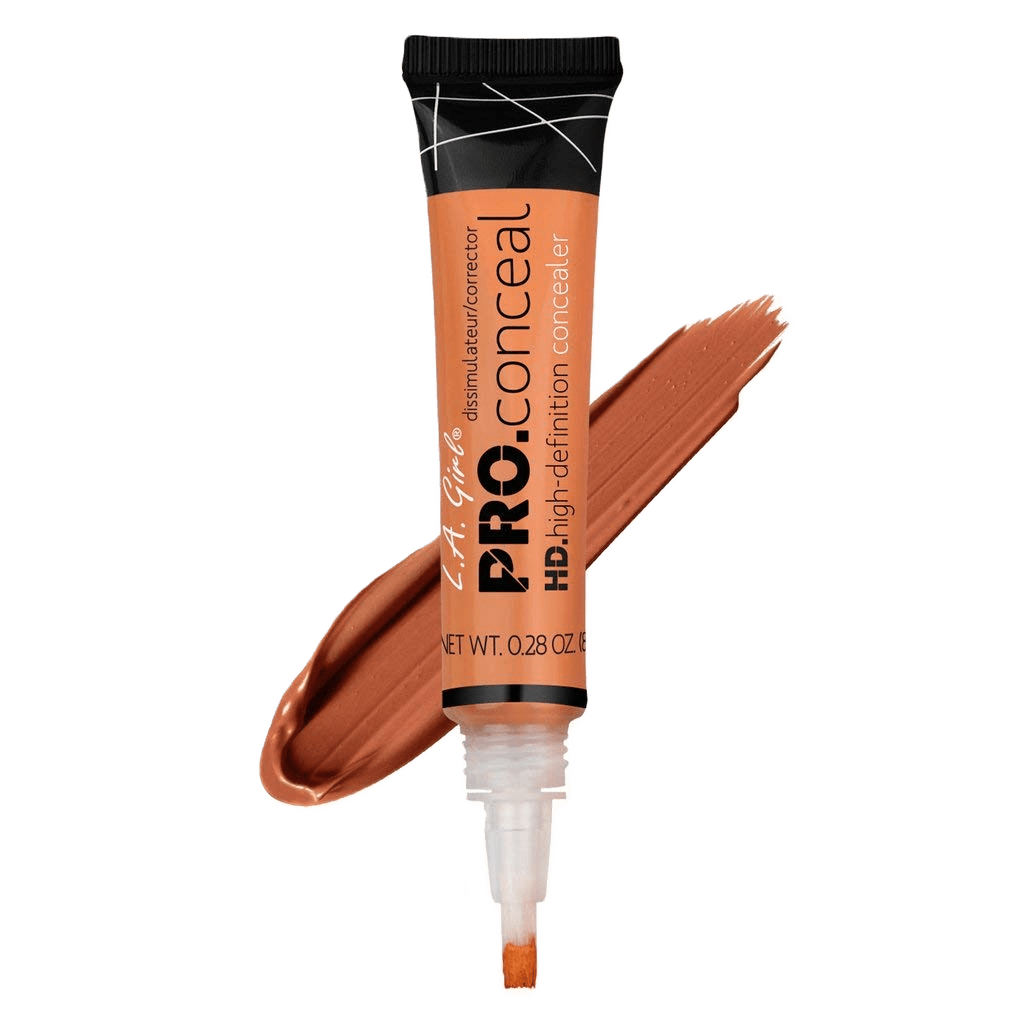 L.A. Girl®
dissimulateur/corrector
PRO.conceal
HD.high-definition concealer
NET WT. 0.28 OZ.